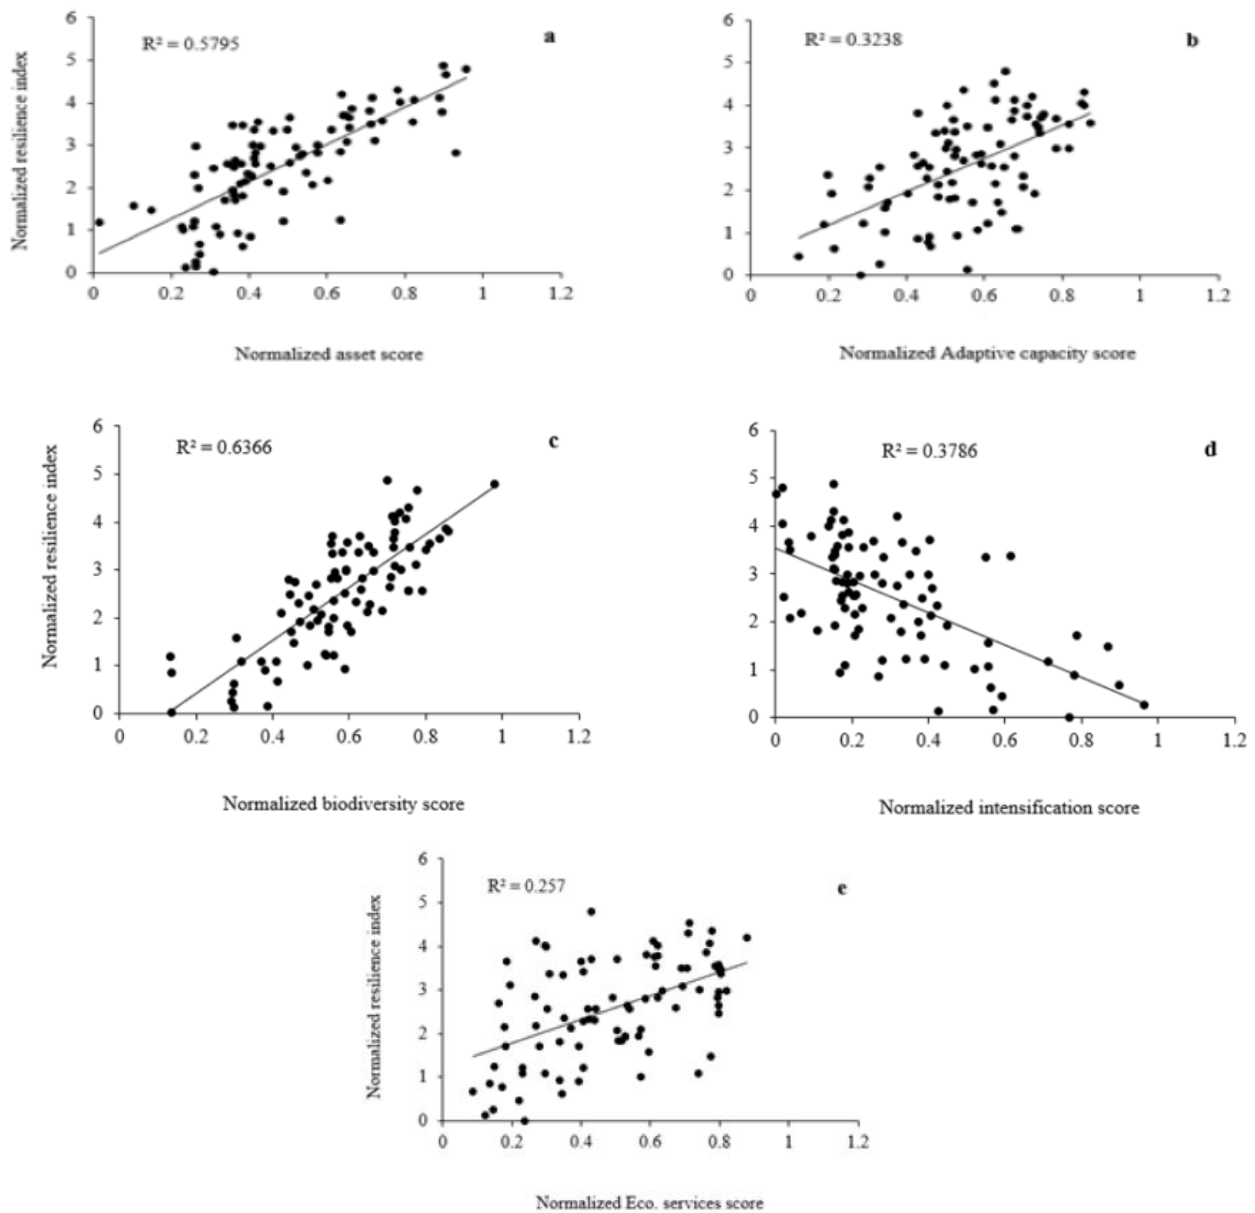 R² = 0.5795
a
Normalized resilience index
6
5
4
3
2
1
0
0 0.2 0.4 0.6 0.8 1 1.2
Normalized asset score
R² = 0.3238
b
6
5
4
3
2
1
0
0 0.2 0.4 0.6 0.8 1 1.2
Normalized Adaptive capacity score
R² = 0.6366
c
Normalized resilience index
6
5
4
3
2
1
0
0 0.2 0.4 0.6 0.8 1 1.2
Normalized biodiversity score
R² = 0.3786
d
6
5
4
3
2
1
0
0 0.2 0.4 0.6 0.8 1 1.2
Normalized intensification score
R² = 0.257
e
Normalized resilience index
6
5
4
3
2
1
0
0 0.2 0.4 0.6 0.8 1 1.2
Normalized Eco. services score